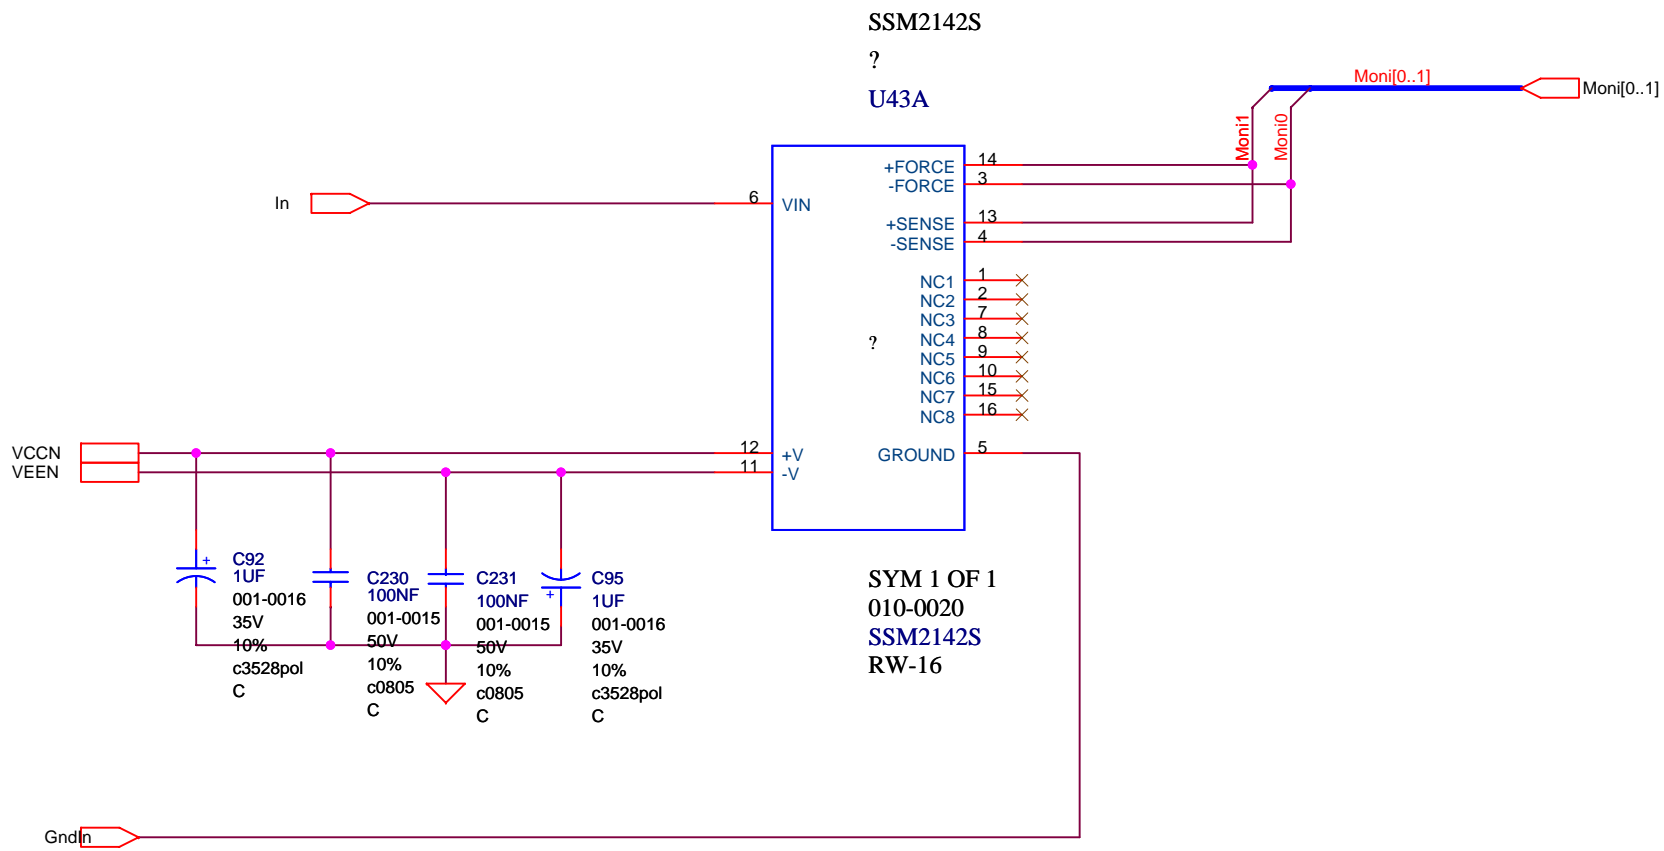 SSM2142S
?
U43A
Moni[0..1]
Moni[0..1]
Moni1
Moni0
In
6
VIN
+FORCE
14
-FORCE
3
+SENSE
13
-SENSE
4
NC1
1
NC2
2
NC3
7
NC4
8
NC5
9
NC6
10
NC7
15
NC8
16
?
VCCN
12
+V
GROUND
5
VEEN
11
-V
+
C92
1UF
001-0016
35V
10%
c3528pol
C
C230
100NF
001-0015
50V
10%
c0805
C
C231
100NF
001-0015
50V
10%
c0805
C
+
C95
1UF
001-0016
35V
10%
c3528pol
C
SYM 1 OF 1
010-0020
SSM2142S
RW-16
GndIn